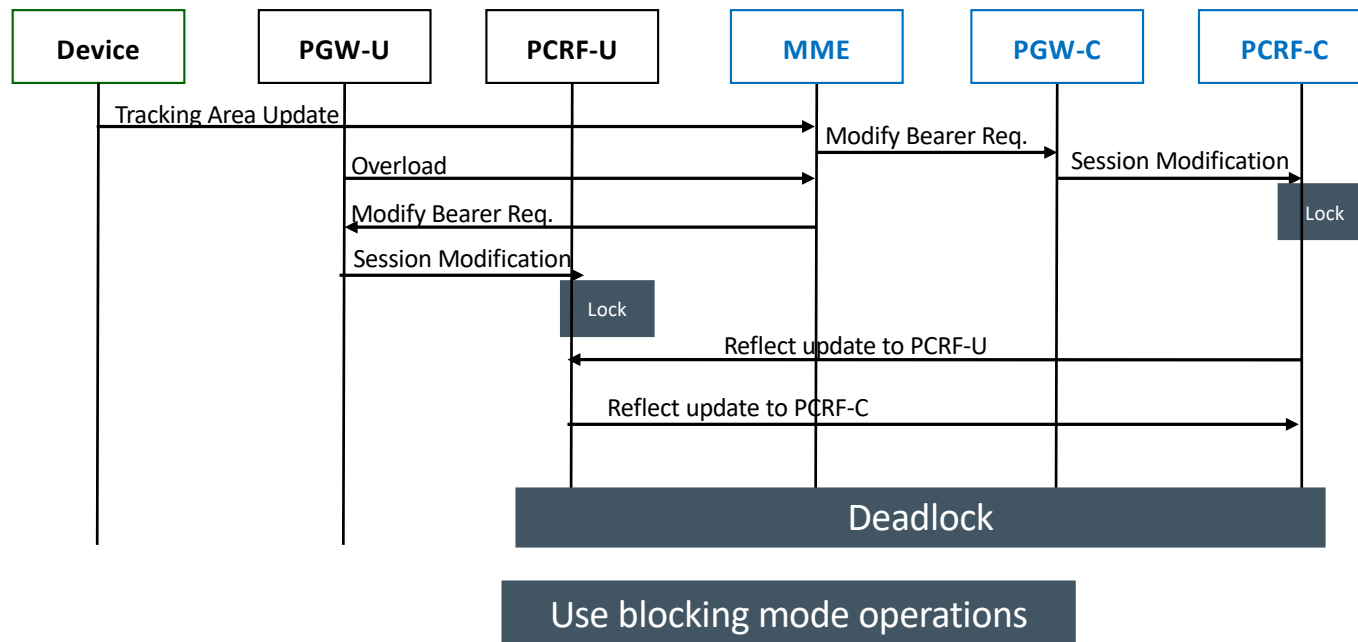 Device
PGW-U
PCRF-U
MME
PGW-C
PCRF-C
Tracking Area Update
Modify Bearer Req.
Overload
Session Modification
Lock
Modify Bearer Req.
Session Modification
Lock
Reflect update to PCRF-U
Reflect update to PCRF-C
Deadlock
Use blocking mode operations